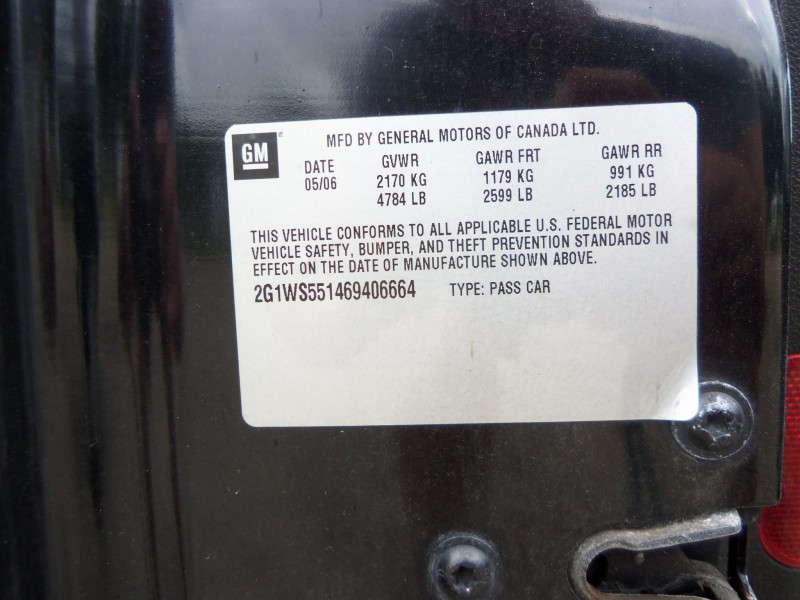 GM
MFD BY GENERAL MOTORS OF CANADA LTD.
DATE GVWR GAWR FRT GAWR RR
05/06 2170 KG 1179 KG 991 KG
4784 LB 2599 LB 2185 LB
THIS VEHICLE CONFORMS TO ALL APPLICABLE U.S. FEDERAL MOTOR
VEHICLE SAFETY, BUMPER, AND THEFT PREVENTION STANDARDS IN
EFFECT ON THE DATE OF MANUFACTURE SHOWN ABOVE.
2G1WS551469406664 TYPE: PASS CAR